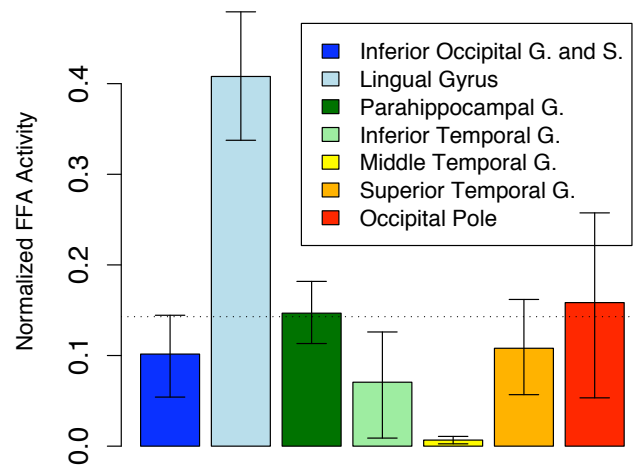 Inferior Occipital G. and S.
Lingual Gyrus
Parahippocampal G.
Inferior Temporal G.
Middle Temporal G.
Superior Temporal G.
Occipital Pole
Normalized FFA Activity
0.4
0.3
0.2
0.1
0.0